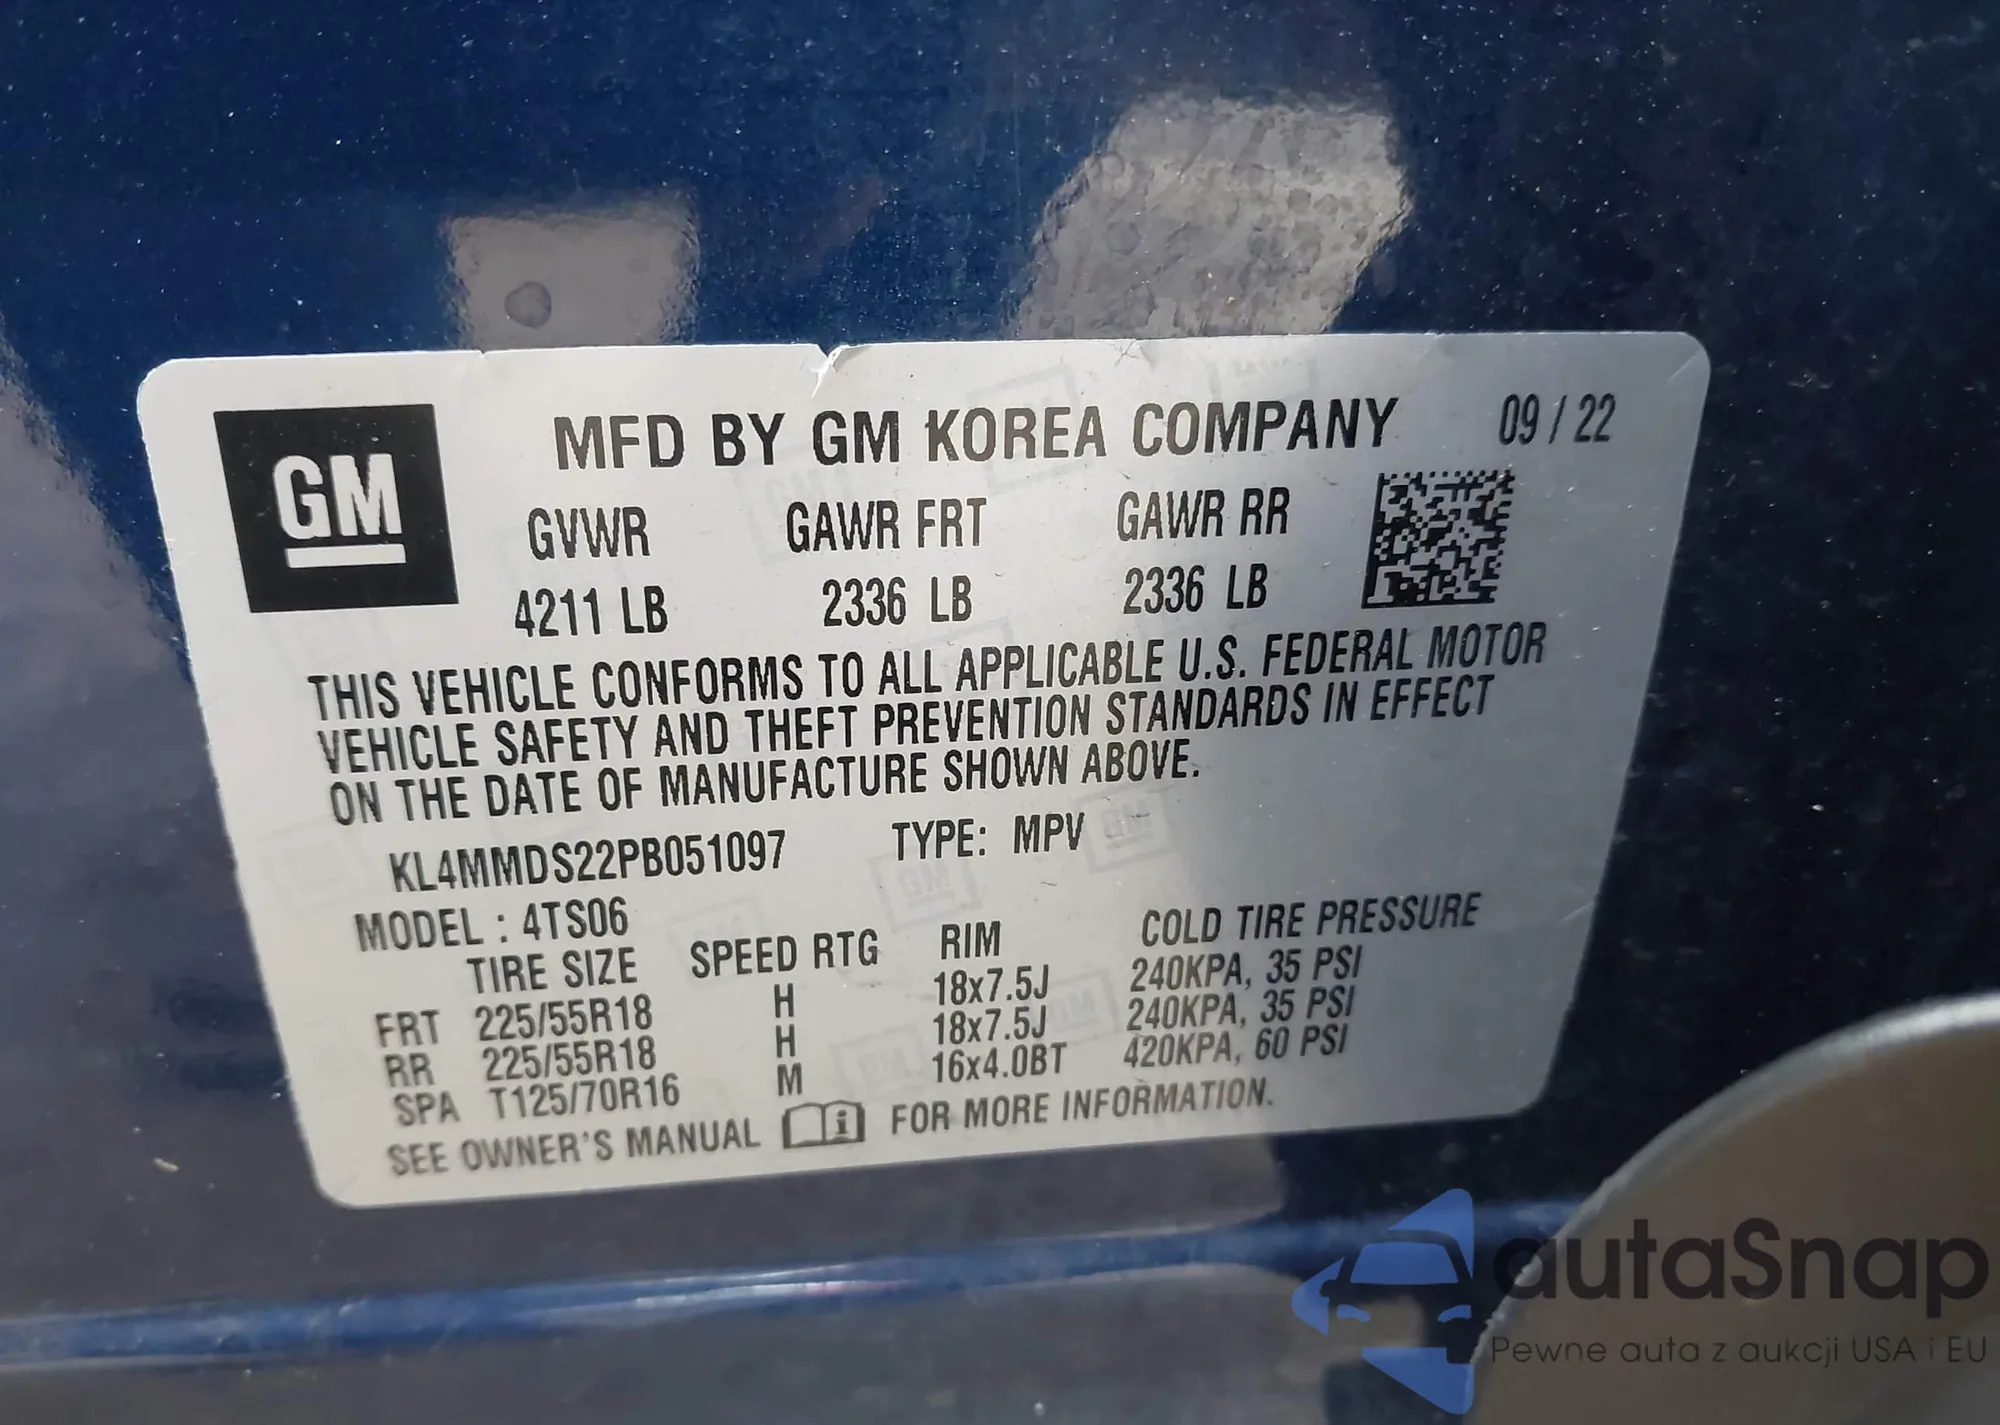 GM
MFD BY GM KOREA COMPANY 09 / 22
GVWR GAWR FRT GAWR RR
4211 LB 2336 LB 2336 LB
THIS VEHICLE CONFORMS TO ALL APPLICABLE U.S. FEDERAL MOTOR
VEHICLE SAFETY AND THEFT PREVENTION STANDARDS IN EFFECT
ON THE DATE OF MANUFACTURE SHOWN ABOVE.
KL4MMDS22PB051097 TYPE: MPV
MODEL : 4TS06
TIRE SIZE SPEED RTG RIM COLD TIRE PRESSURE
FRT 225/55R18 H 18x7.5J 240KPA, 35 PSI
RR 225/55R18 H 18x7.5J 240KPA, 35 PSI
SPA T125/70R16 M 16x4.0BT 420KPA, 60 PSI
SEE OWNER'S MANUAL i FOR MORE INFORMATION.
autaSnap
Pewne auta z aukcji USA i EU